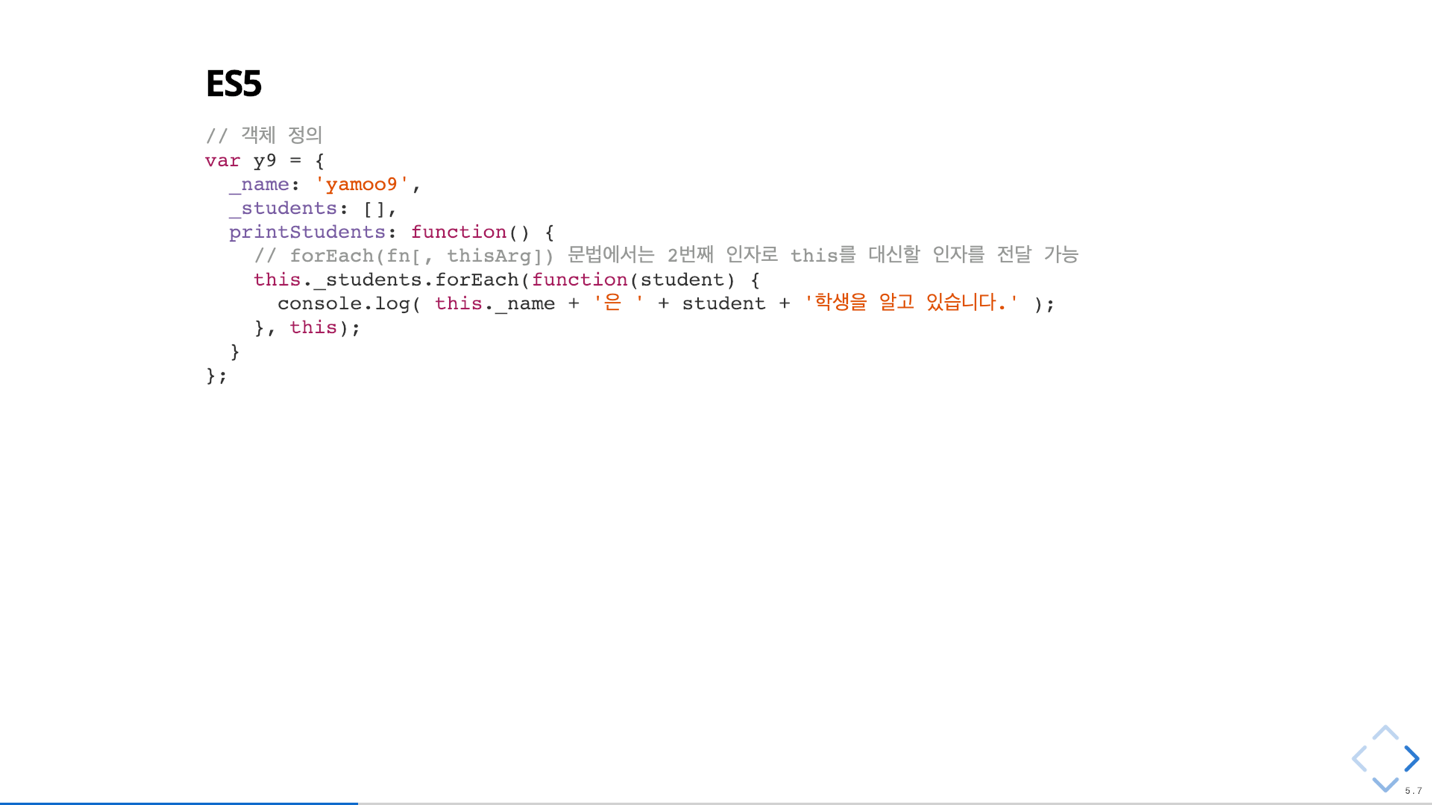 ES5
// 객체 정의
var y9 = {
  _name: 'yamoo9',
  _students: [],
  printStudents: function() {
    // forEach(fn[, thisArg]) 문법에서는 2번째 인자로 this를 대신할 인자를 전달 가능
    this._students.forEach(function(student) {
      console.log( this._name + '은 ' + student + '학생을 알고 있습니다.' );
    }, this);
  }
};
5.7